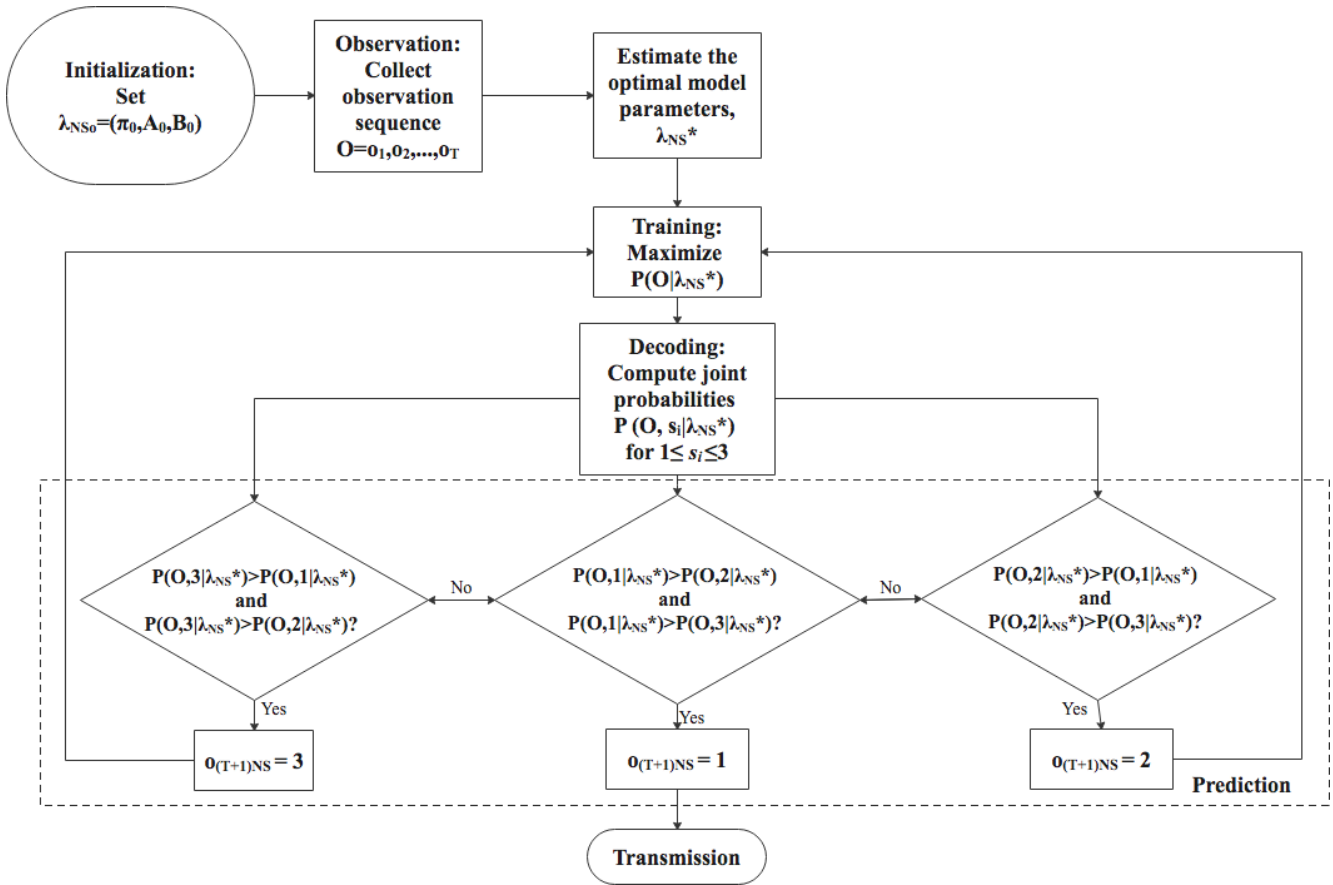 Initialization:
Set
λNS0=(π0,A0,B0)
Observation:
Collect
observation
sequence
O=o1,o2,...,oT
Estimate the
optimal model
parameters,
λNS*
Training:
Maximize
P(O|λNS*)
Decoding:
Compute joint
probabilities
P (O, si|λNS*)
for 1≤ si≤3
P(O,3|λNS*)>P(O,1|λNS*)
and
P(O,3|λNS*)>P(O,2|λNS*)?
No
P(O,1|λNS*)>P(O,2|λNS*)
and
P(O,1|λNS*)>P(O,3|λNS*)?
No
P(O,2|λNS*)>P(O,1|λNS*)
and
P(O,2|λNS*)>P(O,3|λNS*)?
Yes
Yes
Yes
o(T+1)NS = 3
o(T+1)NS = 1
o(T+1)NS = 2
Prediction
Transmission